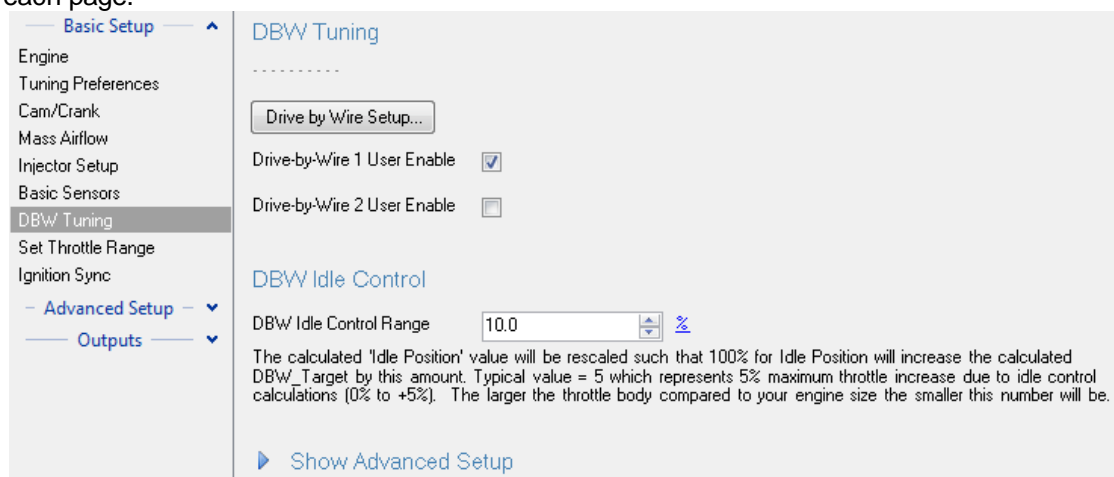 each page.
Basic Setup
Engine
Tuning Preferences
Cam/Crank
Mass Airflow
Injector Setup
Basic Sensors
DBW Tuning
Set Throttle Range
Ignition Sync
Advanced Setup
Outputs
DBW Tuning
----------
Drive by Wire Setup...
Drive-by-Wire 1 User Enable
Drive-by-Wire 2 User Enable
DBW Idle Control
DBW Idle Control Range 10.0 %
The calculated 'Idle Position' value will be rescaled such that 100% for Idle Position will increase the calculated
DBW_Target by this amount. Typical value = 5 which represents 5% maximum throttle increase due to idle control
calculations (0% to +5%). The larger the throttle body compared to your engine size the smaller this number will be.
Show Advanced Setup